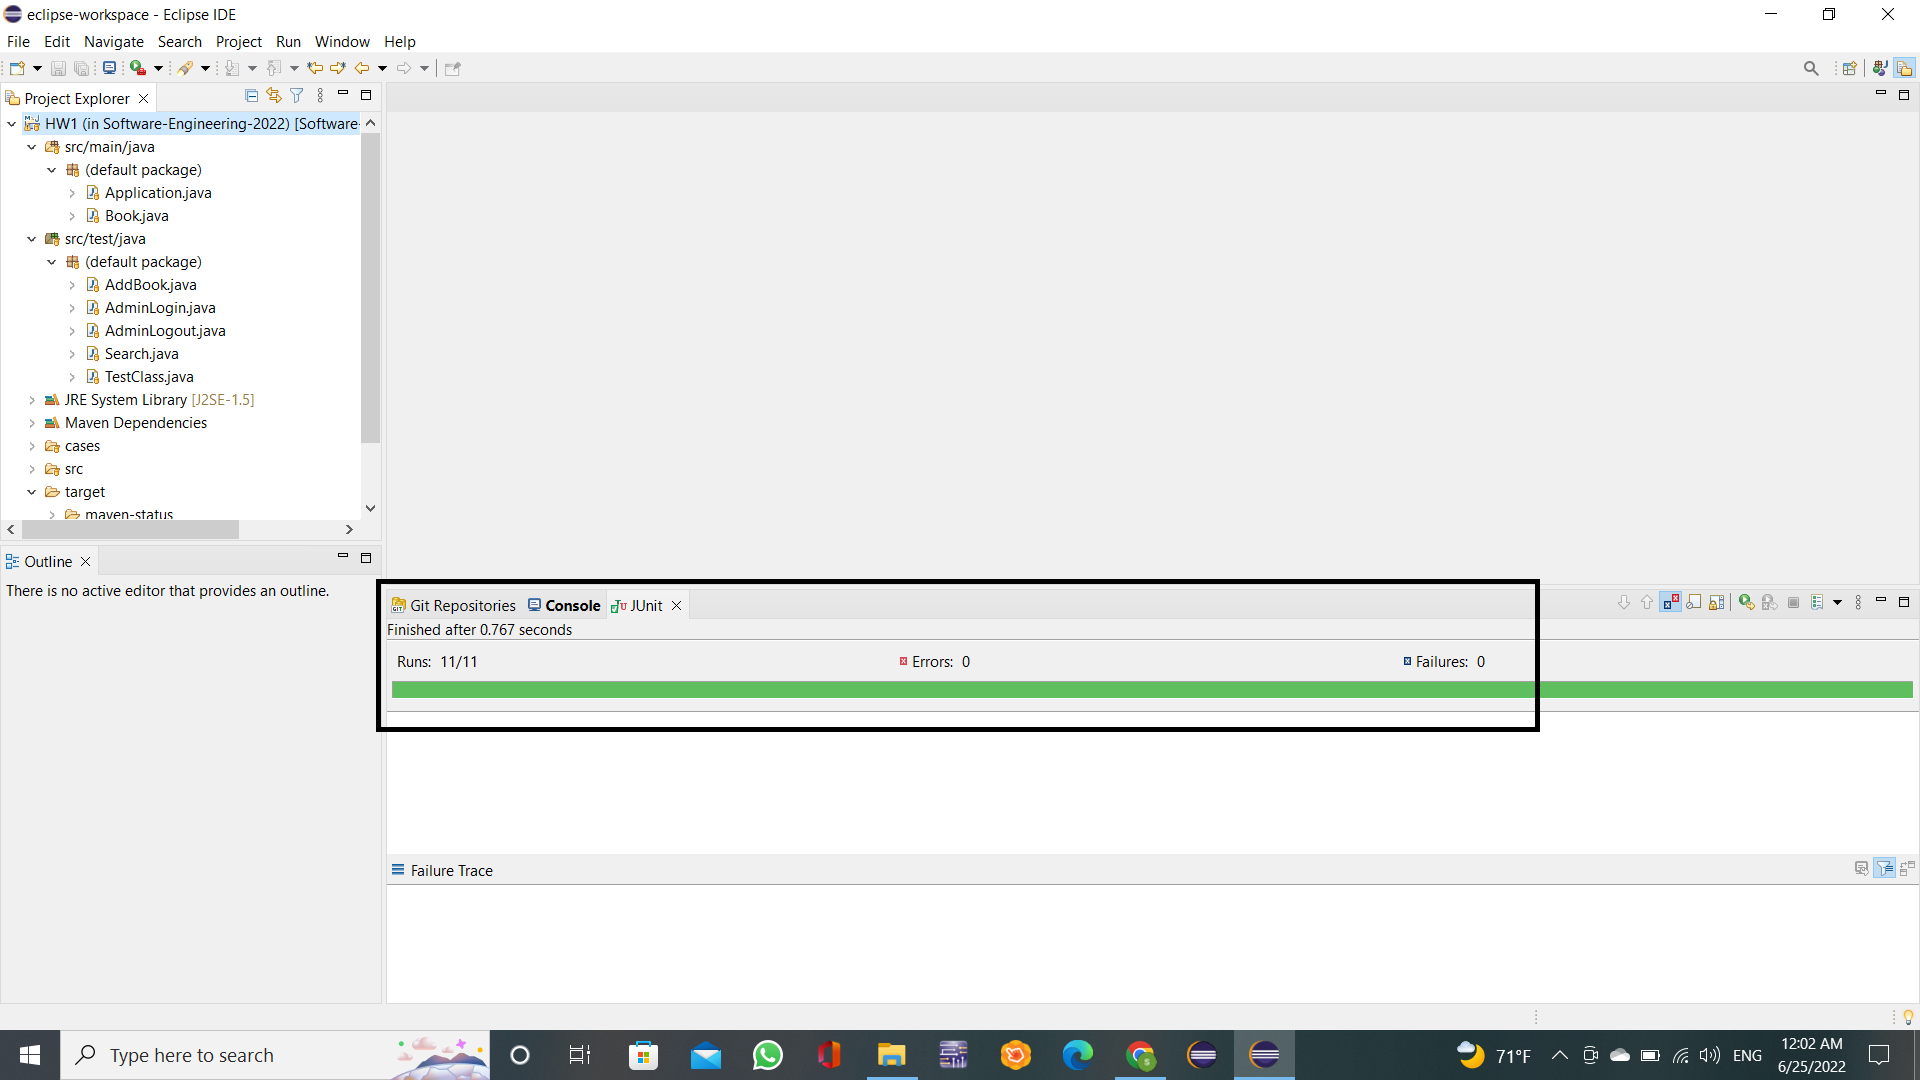 eclipse-workspace - Eclipse IDE
File Edit Navigate Search Project Run Window Help
Project Explorer
HW1 (in Software-Engineering-2022) [Software-
src/main/java
(default package)
Application.java
Book.java
src/test/java
(default package)
AddBook.java
AdminLogin.java
AdminLogout.java
Search.java
TestClass.java
JRE System Library [J2SE-1.5]
Maven Dependencies
cases
src
target
maven-status
Outline
There is no active editor that provides an outline.
Git Repositories Console JUnit
Finished after 0.767 seconds
Runs: 11/11 Errors: 0 Failures: 0
Failure Trace
Type here to search
71°F ENG
12:02 AM
6/25/2022